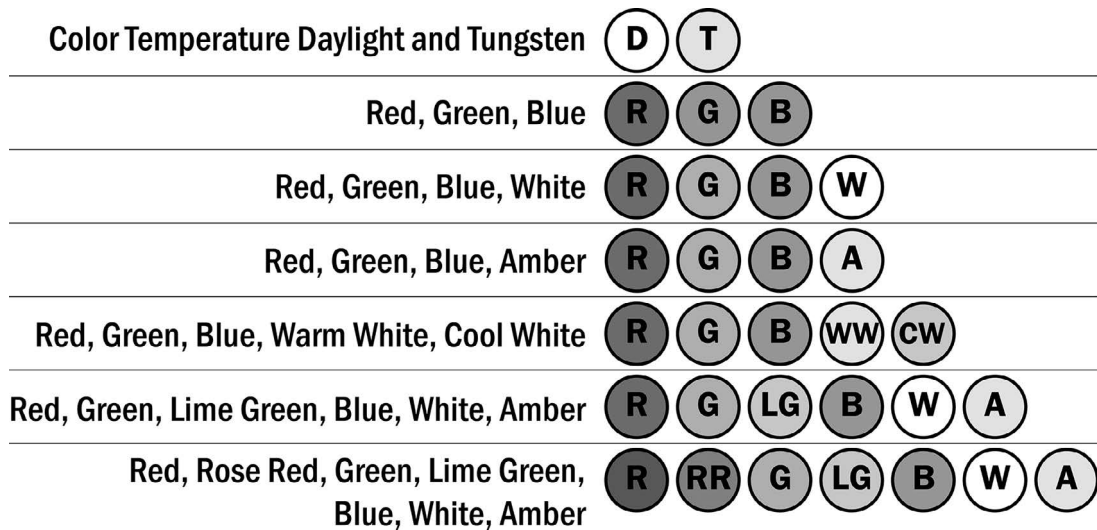 Color Temperature Daylight and Tungsten D T
Red, Green, Blue R G B
Red, Green, Blue, White R G B W
Red, Green, Blue, Amber R G B A
Red, Green, Blue, Warm White, Cool White R G B WW CW
Red, Green, Lime Green, Blue, White, Amber R G LG B W A
Red, Rose Red, Green, Lime Green, R RR G LG B W A
Blue, White, Amber